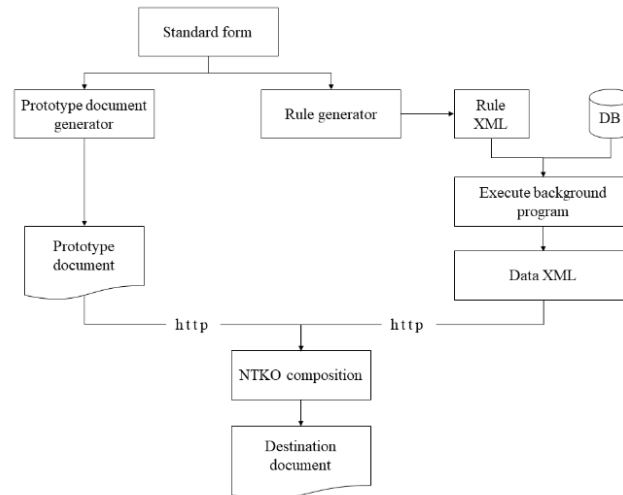 Standard form
Prototype document
generator
Rule generator
Rule
XML
DB
Execute background
program
Prototype
document
Data XML
http
http
NTKO composition
Destination
document